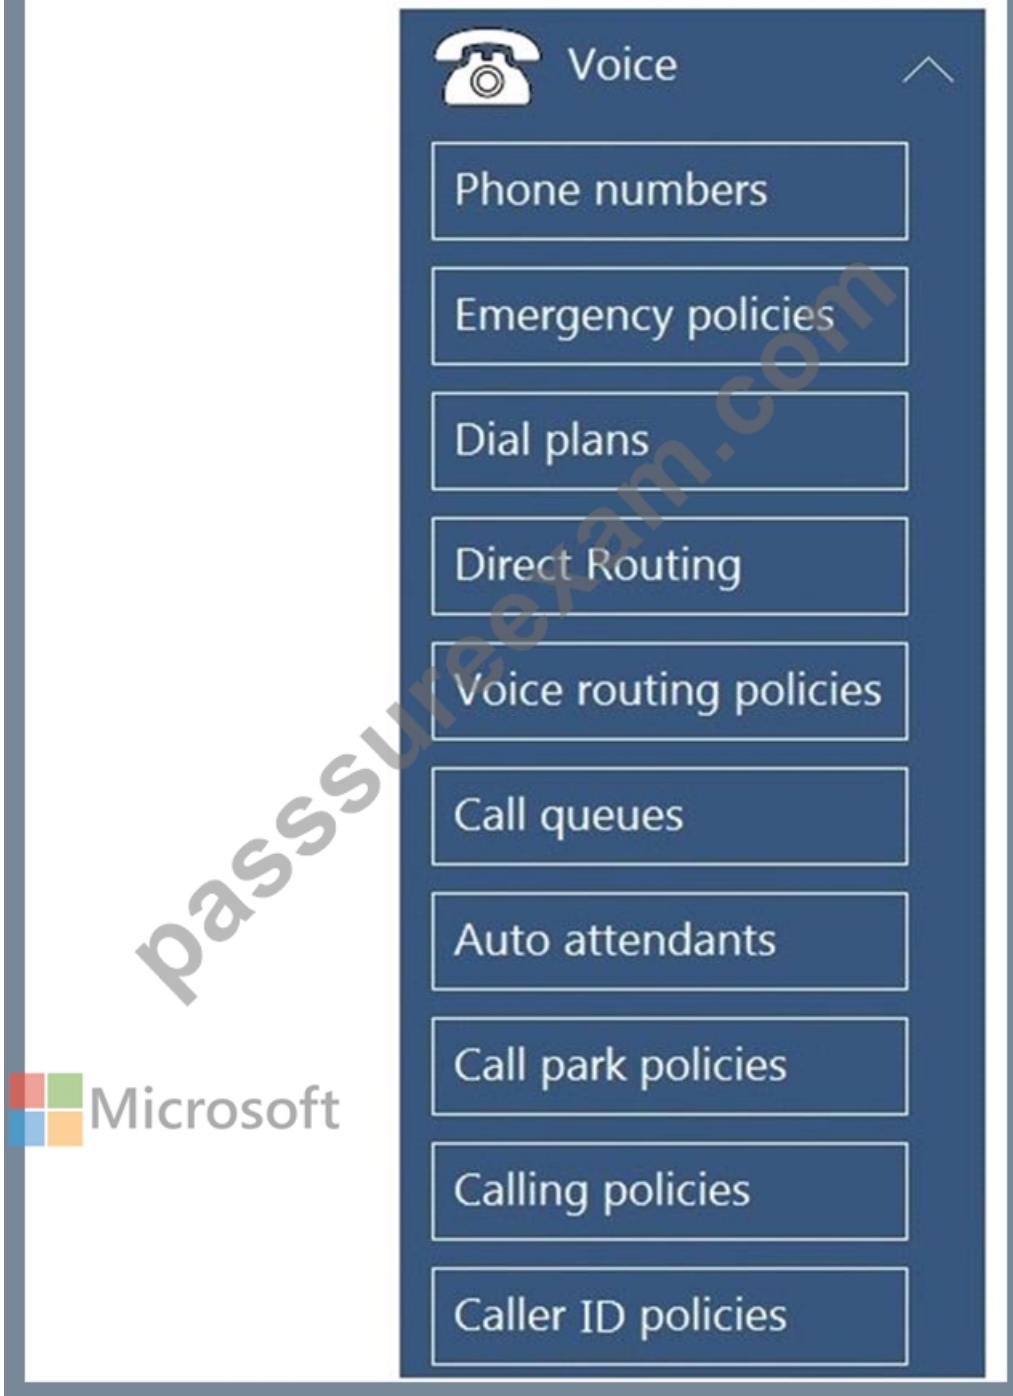 Voice
Phone numbers
Emergency policies
Dial plans
Direct Routing
Voice routing policies
Call queues
Auto attendants
Call park policies
Calling policies
Caller ID policies
passsureexam.com
Microsoft